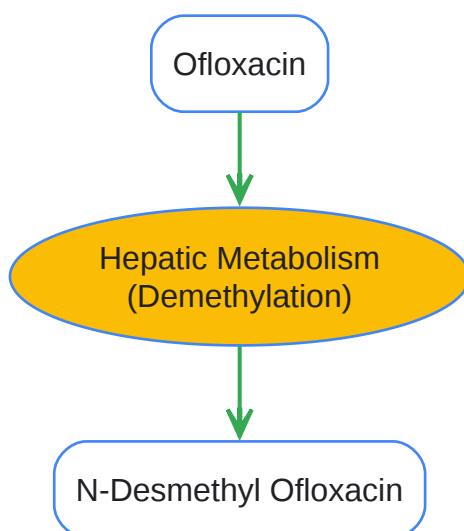 Ofloxacin
Hepatic Metabolism
(Demethylation)
N-Desmethyl Ofloxacin